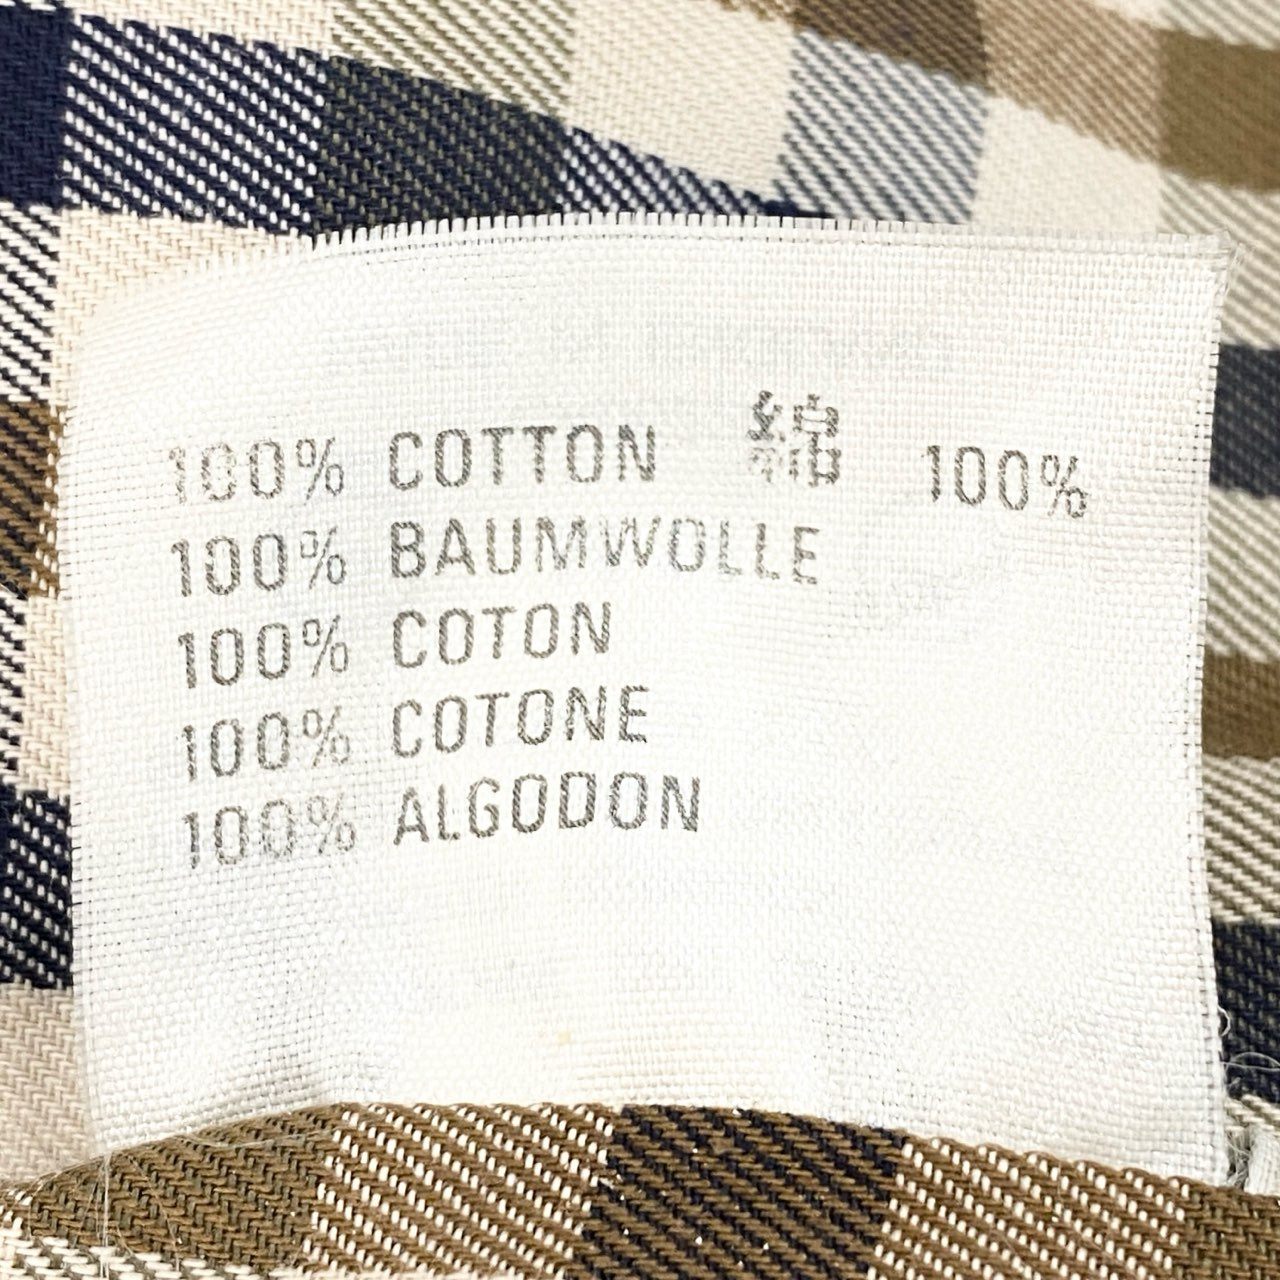 100% COTTON 綿 100%
100% BAUMWOLLE
100% COTON
100% COTONE
100% ALGODON